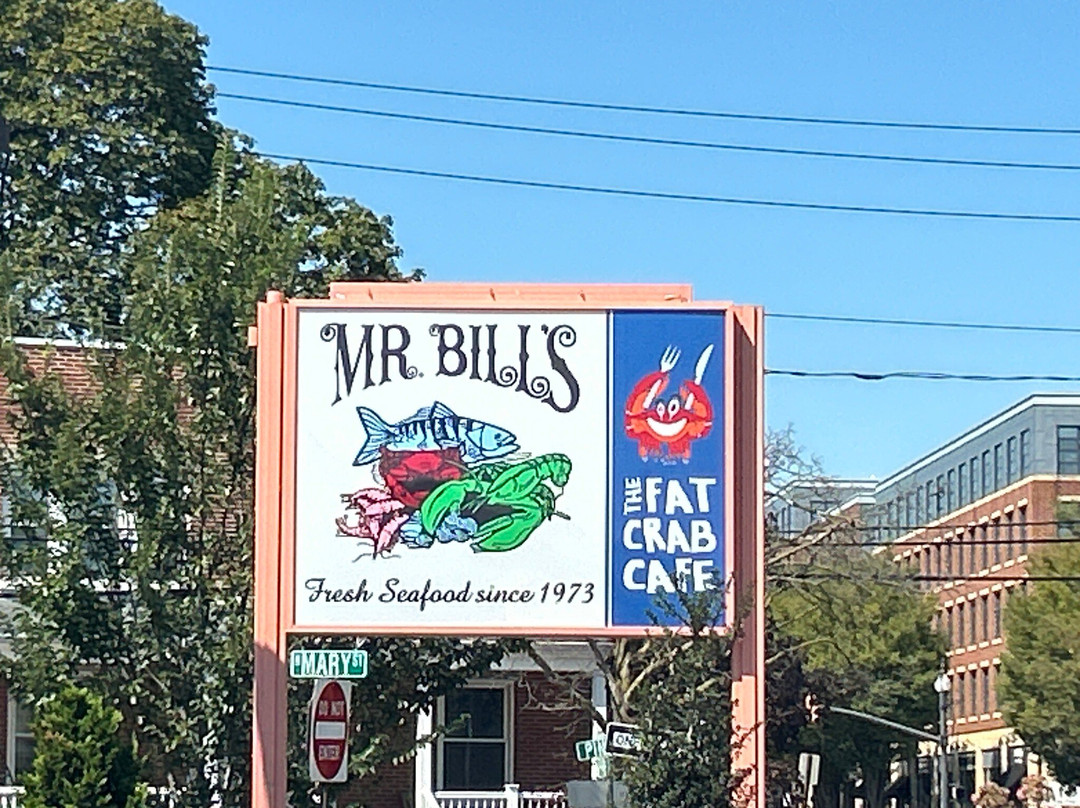 MR. BILL'S
Fresh Seafood since 1973
THE FAT
CRAB
CAFE
N MARY ST
DO NOT
ENTER